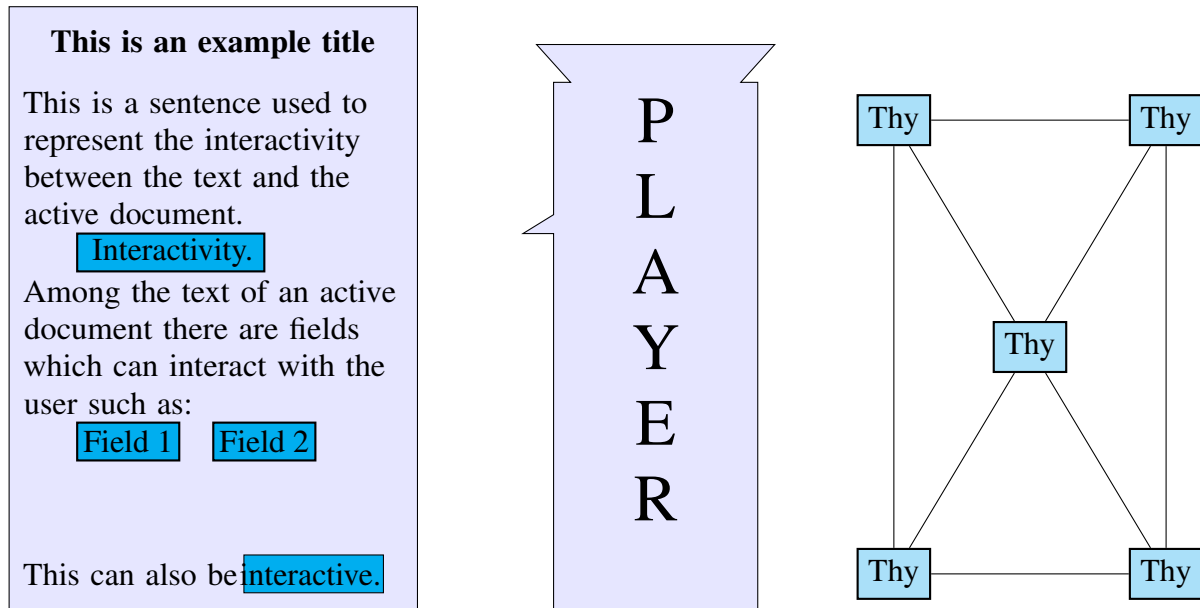 This is an example title
This is a sentence used to
represent the interactivity
between the text and the
active document.
Interactivity.
Among the text of an active
document there are fields
which can interact with the
user such as:
Field 1 Field 2
This can also beinteractive.
P
L
A
Y
E
R
Thy Thy
Thy
Thy Thy